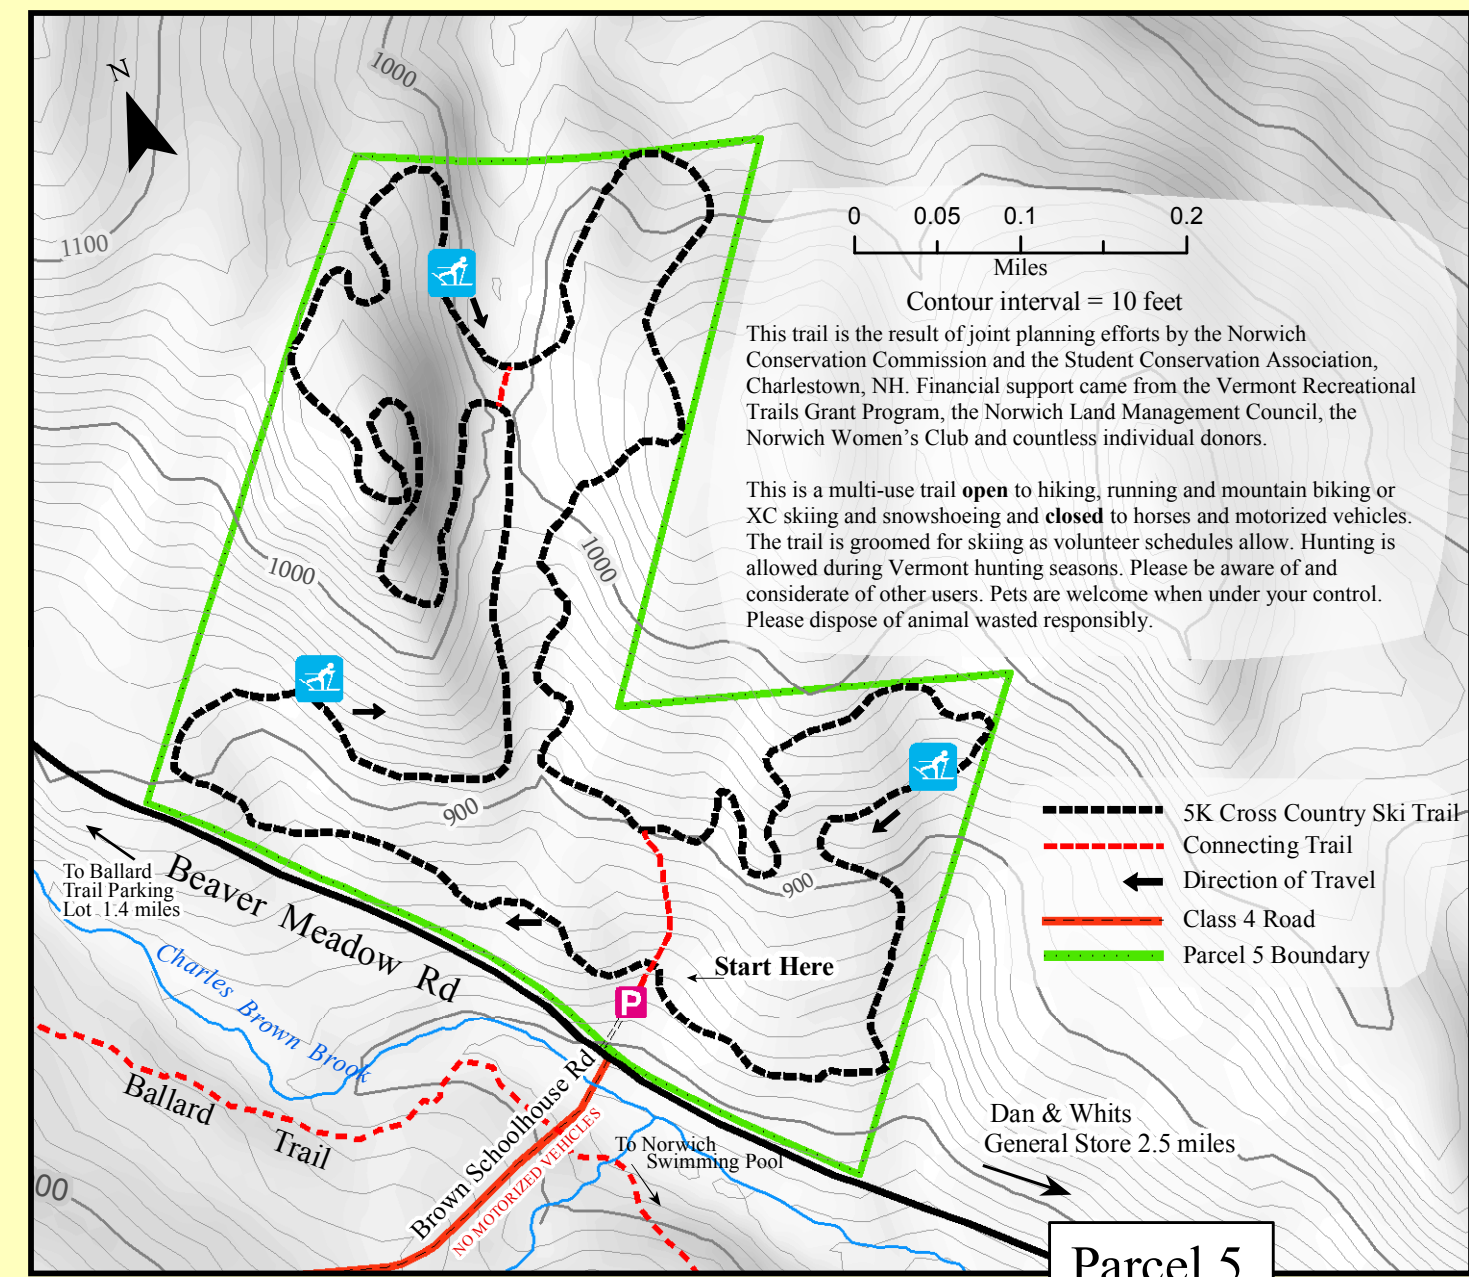 N
1000
1100
0 0.05 0.1 0.2
Miles
Contour interval = 10 feet
This trail is the result of joint planning efforts by the Norwich
Conservation Commission and the Student Conservation Association,
Charlestown, NH. Financial support came from the Vermont Recreational
Trails Grant Program, the Norwich Land Management Council, the
Norwich Women's Club and countless individual donors.
This is a multi-use trail open to hiking, running and mountain biking or
XC skiing and snowshoeing and closed to horses and motorized vehicles.
The trail is groomed for skiing as volunteer schedules allow. Hunting is
allowed during Vermont hunting seasons. Please be aware of and
considerate of other users. Pets are welcome when under your control.
Please dispose of animal wasted responsibly.
1000
1000
900
900
5K Cross Country Ski Trail
Connecting Trail
Direction of Travel
Class 4 Road
Parcel 5 Boundary
To Ballard
Trail Parking
Lot 1.4 miles
Beaver Meadow Rd
Start Here
P
Charles Brown Brook
Ballard Trail
Brown Schoolhouse Rd
NO MOTORIZED VEHICLES
To Norwich
Swimming Pool
Dan & Whits
General Store 2.5 miles
00
Parcel 5